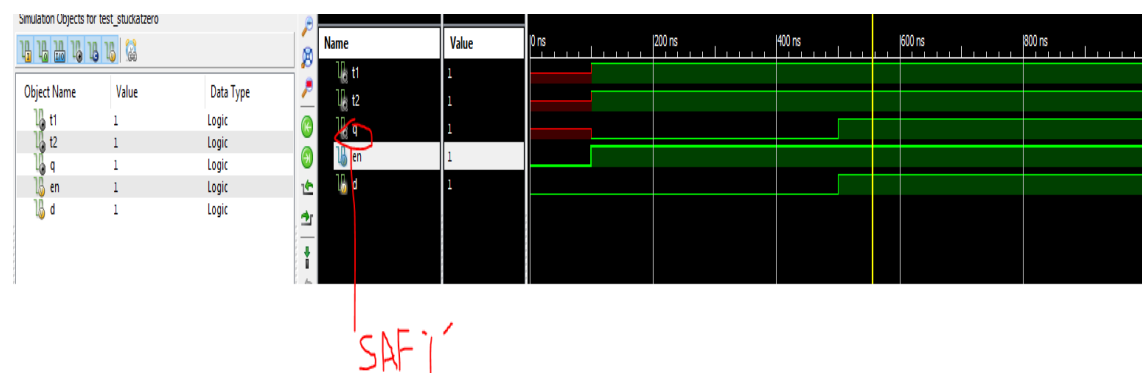 Simulation Objects for test_stuckatzero
Object Name Value Data Type
t1 1 Logic
t2 1 Logic
q 1 Logic
en 1 Logic
d 1 Logic
Name Value
t1 1
t2 1
q 1
en 1
d 1
0 ns 200 ns 400 ns 600 ns 800 ns
SAF 1